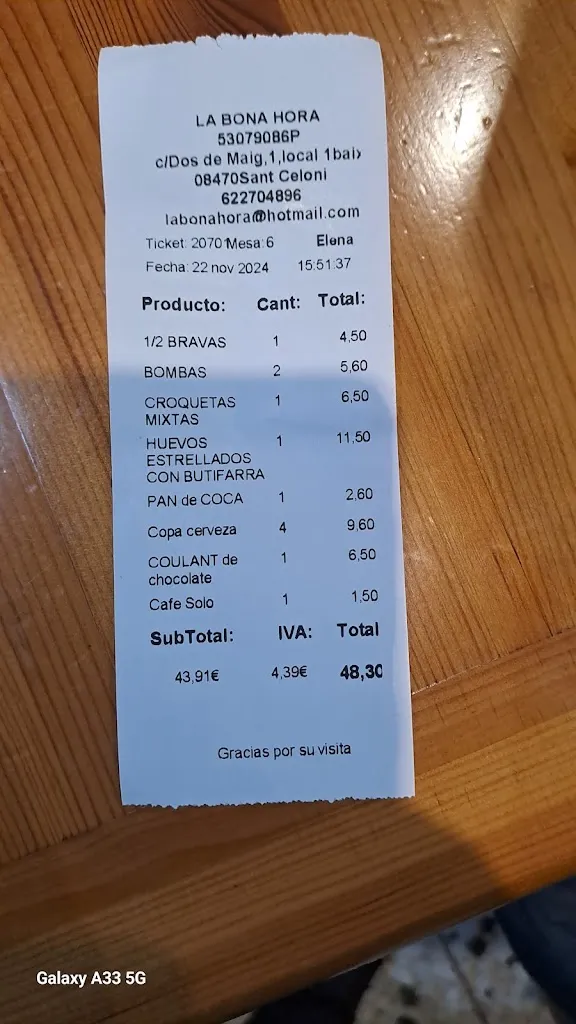 LA BONA HORA
53079086P
c/Dos de Maig,1,local 1baix
08470Sant Celoni
622704896
labonahora@hotmail.com
Ticket: 2070 Mesa: 6 Elena
Fecha: 22 nov 2024 15:51:37
Producto: Cant: Total:
1/2 BRAVAS 1 4,50
BOMBAS 2 5,60
CROQUETAS 1 6,50
MIXTAS
HUEVOS 1 11,50
ESTRELLADOS
CON BUTIFARRA
PAN de COCA 1 2,60
Copa cerveza 4 9,60
COULANT de 1 6,50
chocolate
Cafe Solo 1 1,50
SubTotal: IVA: Total
43,91€ 4,39€ 48,30
Gracias por su visita
Galaxy A33 5G